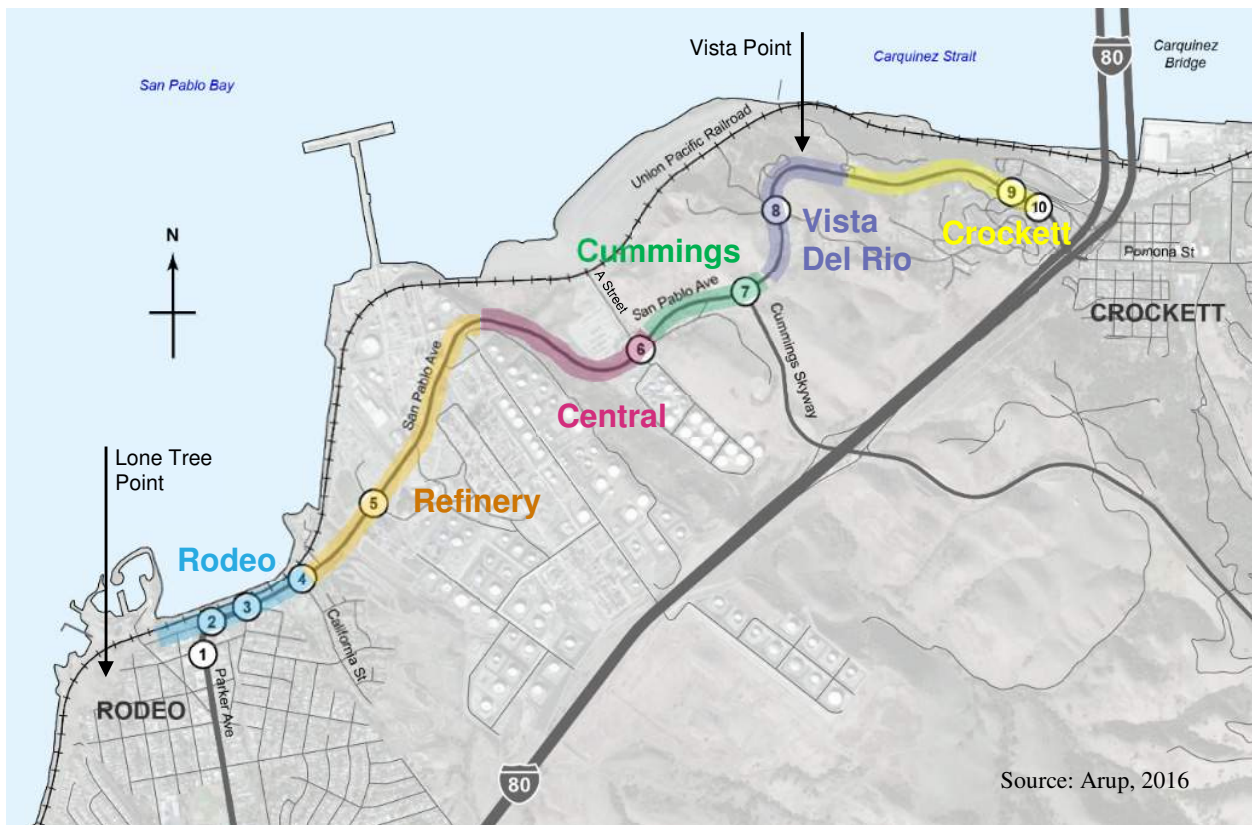 Vista Point
Carquinez Strait
80
Carquinez
Bridge
San Pablo Bay
Union Pacific Railroad
9
10
8
Vista
Del Rio
Crockett
Cummings
N
A Street
San Pablo Ave
7
Pomona St
CROCKETT
6
Cummings Skyway
San Pablo Ave
Central
Lone Tree
Point
5
Refinery
Rodeo
4
3
2
1
California St
Parker Ave
RODEO
80
Source: Arup, 2016